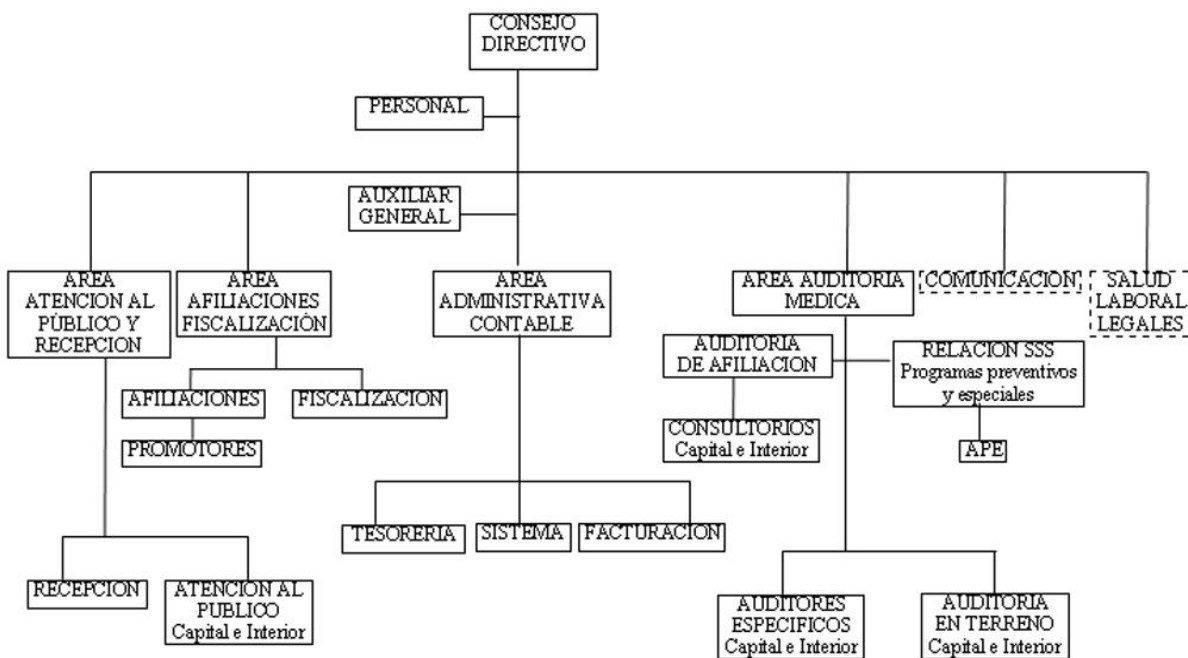 CONSEJO
DIRECTIVO
PERSONAL
AUXILIAR
GENERAL
AREA
ATENCION AL
PÚBLICO Y
RECEPCION
AREA
AFILIACIONES
FISCALIZACIÓN
AREA
ADMINISTRATIVA
CONTABLE
AREA AUDITORIA
MEDICA
COMUNICACION
SALUD
LABORAL
LEGALES
AUDITORIA
DE AFILIACION
RELACION SSS
Programas preventivos
y especiales
AFILIACIONES
FISCALIZACION
PROMOTORES
CONSULTORIOS
Capital e Interior
APE
TESORERIA
SISTEMA
FACTURACION
RECEPCION
ATENCION AL
PUBLICO
Capital e Interior
AUDITORES
ESPECIFICOS
Capital e Interior
AUDITORIA
EN TERRENO
Capital e Interior